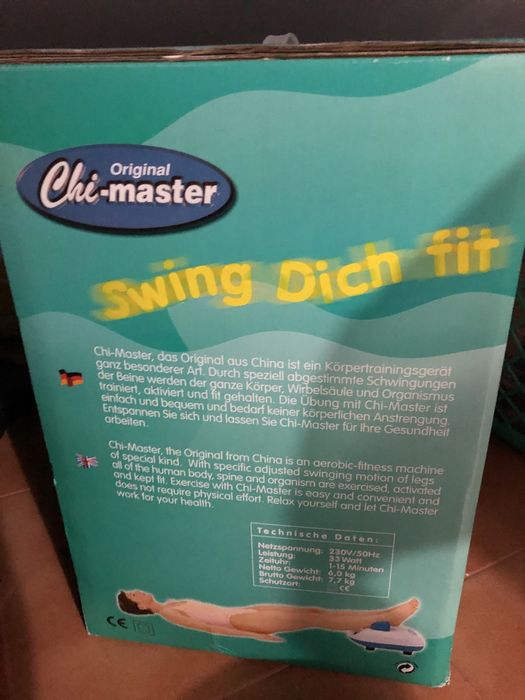 Original
Chi-master
Swing Dich fit
Chi-Master, das Original aus China ist ein Körpertrainingsgerät
ganz besonderer Art. Durch speziell abgestimmte Schwingungen
der Beine werden der ganze Körper, Wirbelsäule und Organismus
trainiert, aktiviert und fit gehalten. Die Übung mit Chi-Master ist
einfach und bequem und bedarf keiner körperlichen Anstrengung.
Entspannen Sie sich und lassen Sie Chi-Master für Ihre Gesundheit
arbeiten.
Chi-Master, the Original from China is an aerobic-fitness machine
of special kind. With specific adjusted swinging motion of legs
all of the human body, spine and organism are exercised, activated
and kept fit. Exercise with Chi-Master is easy and convenient and
does not require physical effort. Relax yourself and let Chi-Master
work for your health.
Technische Daten:
Netzspannung: 230V/50Hz
Leistung: 33 Watt
Zeituhr: 1-15 Minuten
Netto Gewicht: 6,0 kg
Brutto Gewicht: 7,7 kg
Schutzart: CE
CE